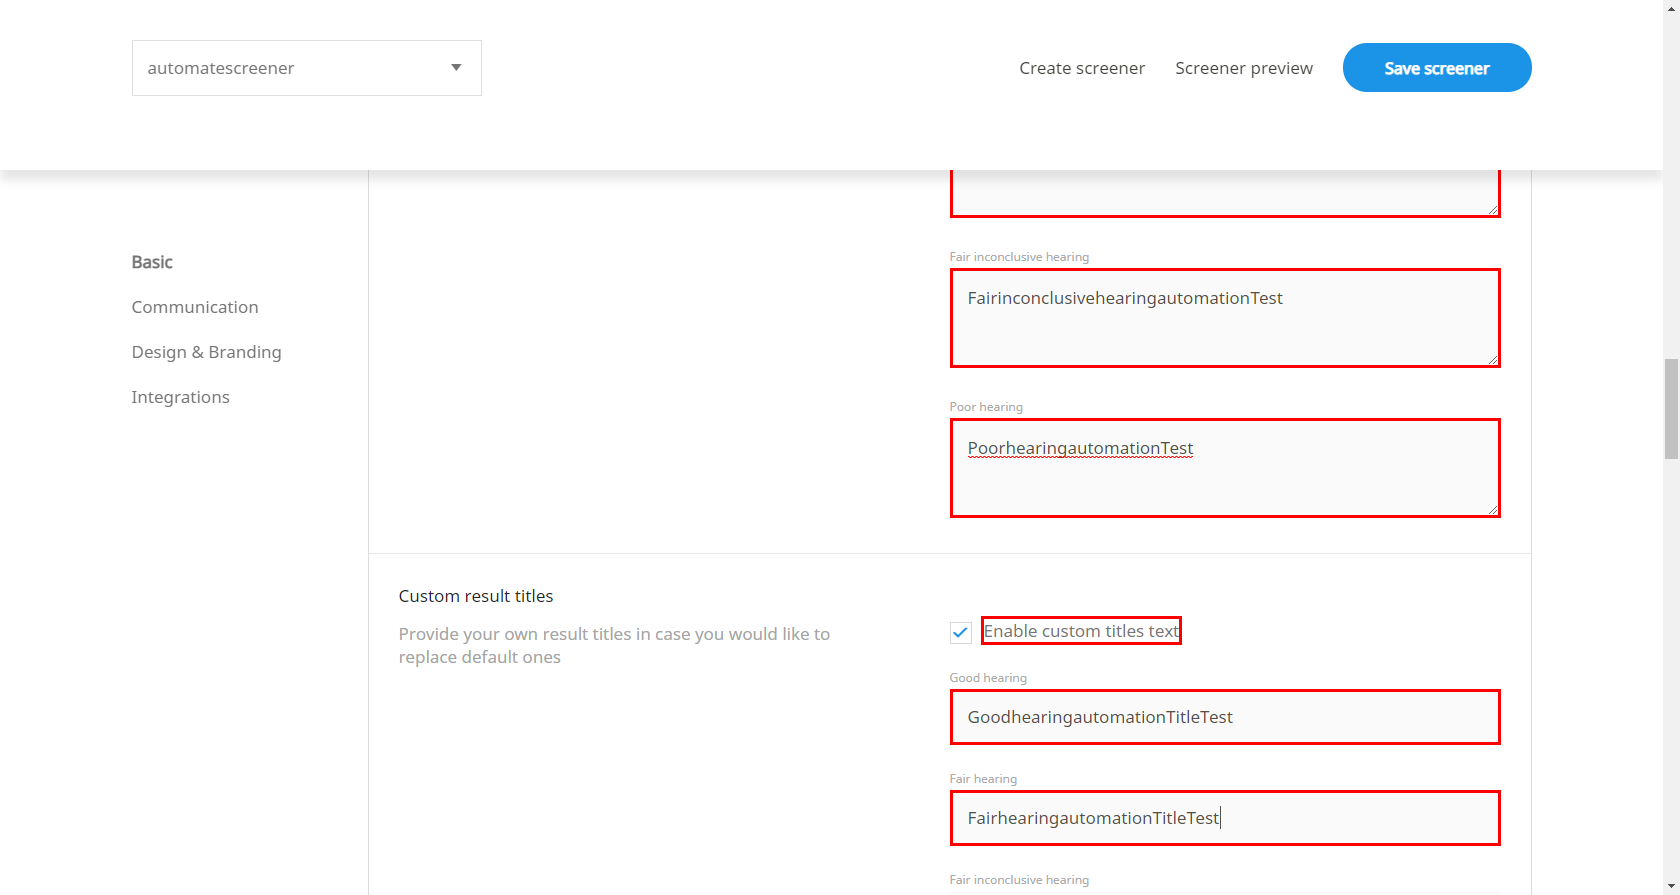 automatescreener
Create screener
Screener preview
Save screener
Basic
Communication
Design & Branding
Integrations
Fair inconclusive hearing
FairinconclusivehearingautomationTest
Poor hearing
PoorhearingautomationTest
Custom result titles
Provide your own result titles in case you would like to
replace default ones
Enable custom titles text
Good hearing
GoodhearingautomationTitleTest
Fair hearing
FairhearingautomationTitleTest
Fair inconclusive hearing